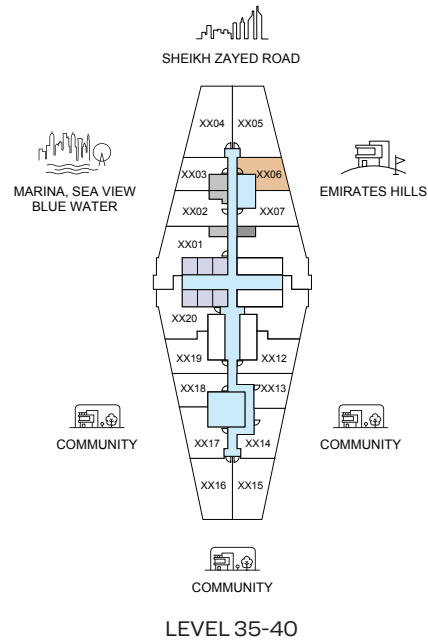 SHEIKH ZAYED ROAD
XX04
XX05
XX03
XX06
MARINA, SEA VIEW
BLUE WATER
EMIRATES HILLS
XX02
XX07
XX01
XX20
XX19
XX12
XX18
XX13
COMMUNITY
COMMUNITY
XX17
XX14
XX16
XX15
COMMUNITY
LEVEL 35-40